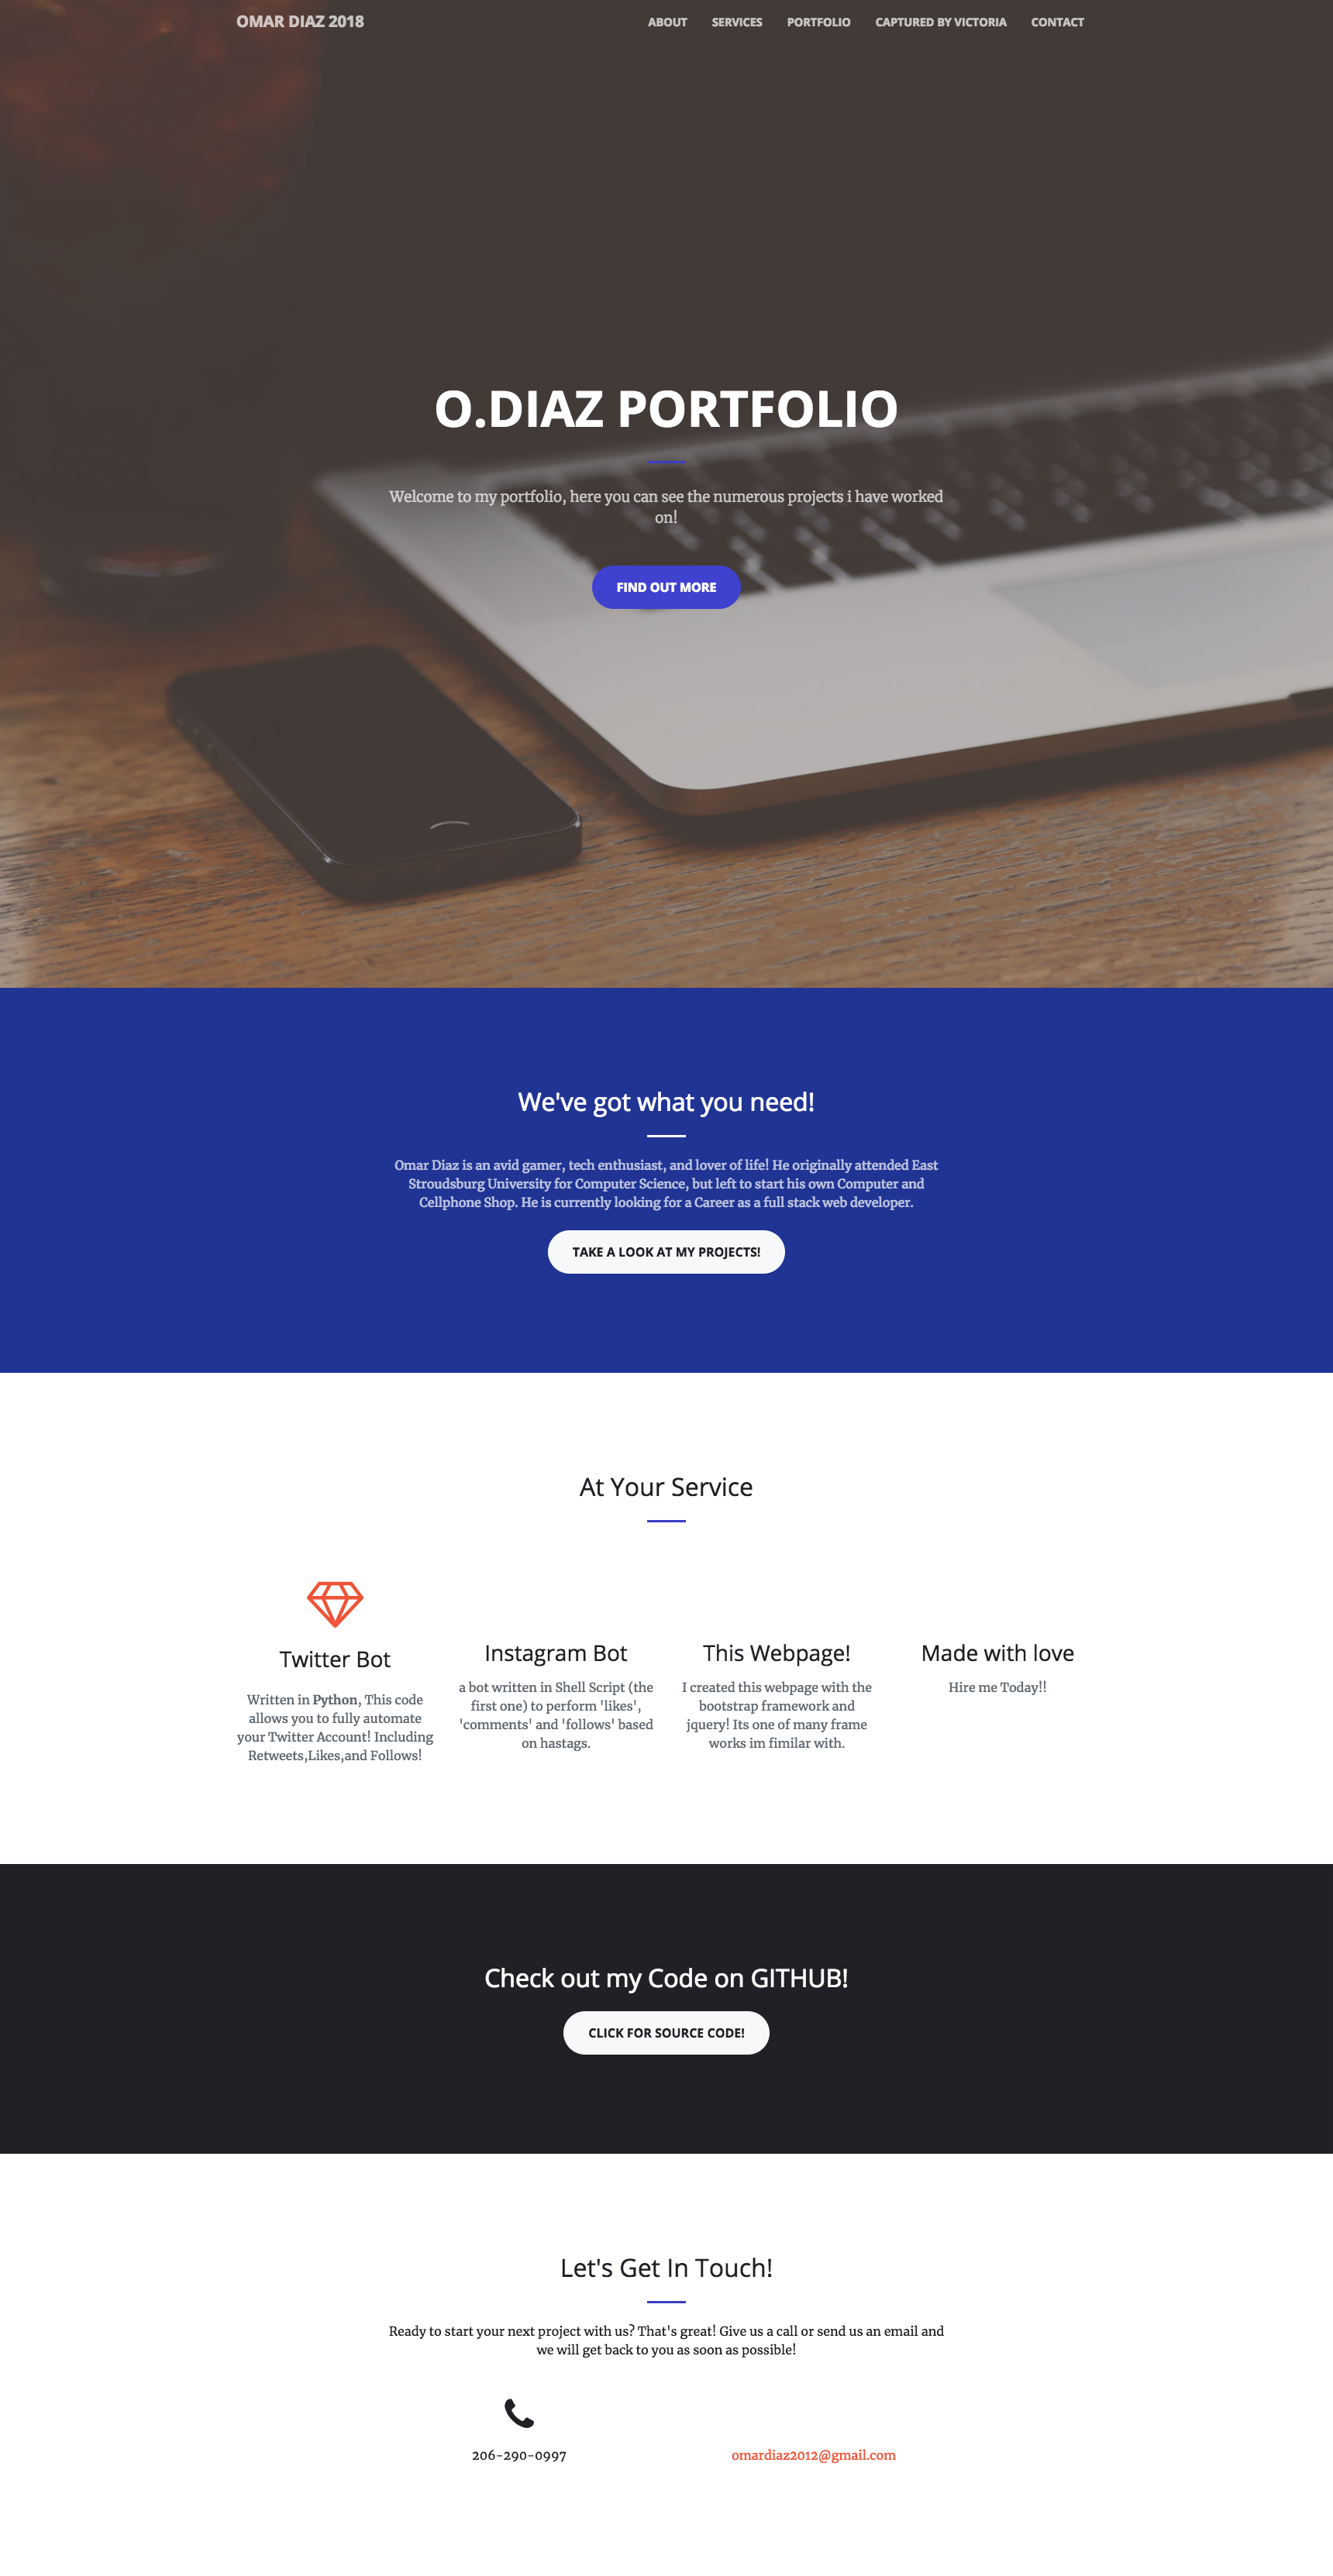 OMAR DIAZ 2018
ABOUT SERVICES PORTFOLIO CAPTURED BY VICTORIA CONTACT
O.DIAZ PORTFOLIO
Welcome to my portfolio, here you can see the numerous projects i have worked
on!
FIND OUT MORE
We've got what you need!
Omar Diaz is an avid gamer, tech enthusiast, and lover of life! He originally attended East
Stroudsburg University for Computer Science, but left to start his own Computer and
Cellphone Shop. He is currently looking for a Career as a full stack web developer.
TAKE A LOOK AT MY PROJECTS!
At Your Service
Twitter Bot
Written in Python, This code
allows you to fully automate
your Twitter Account! Including
Retweets,Likes,and Follows!
Instagram Bot
a bot written in Shell Script (the
first one) to perform 'likes',
'comments' and 'follows' based
on hastags.
This Webpage!
I created this webpage with the
bootstrap framework and
jquery! Its one of many frame
works im fimilar with.
Made with love
Hire me Today!!
Check out my Code on GITHUB!
CLICK FOR SOURCE CODE!
Let's Get In Touch!
Ready to start your next project with us? That's great! Give us a call or send us an email and
we will get back to you as soon as possible!
206-290-0997
omardiaz2012@gmail.com